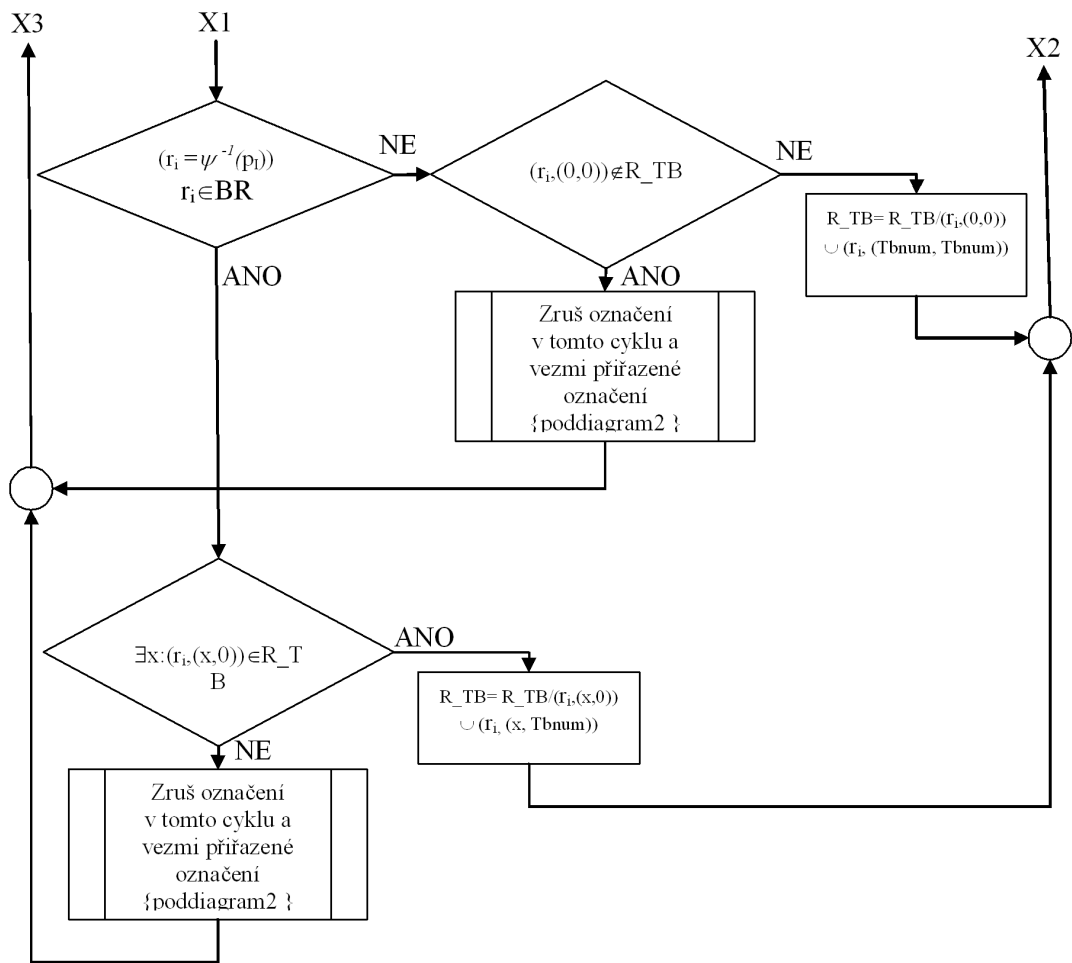 X3
X1
X2
(rᵢ =ψ⁻¹(p_I))
rᵢ∈BR
NE
(rᵢ,(0,0))∉R_TB
NE
R_TB= R_TB/(rᵢ,(0,0))
∪ (rᵢ, (Tbnum, Tbnum))
ANO
ANO
Zruš označení
v tomto cyklu a
vezmi přiřazené
označení
{poddiagram2 }
∃x:(rᵢ,(x,0))∈R_T
B
ANO
R_TB= R_TB/(rᵢ,(x,0))
∪ (rᵢ, (x, Tbnum))
NE
Zruš označení
v tomto cyklu a
vezmi přiřazené
označení
{poddiagram2 }